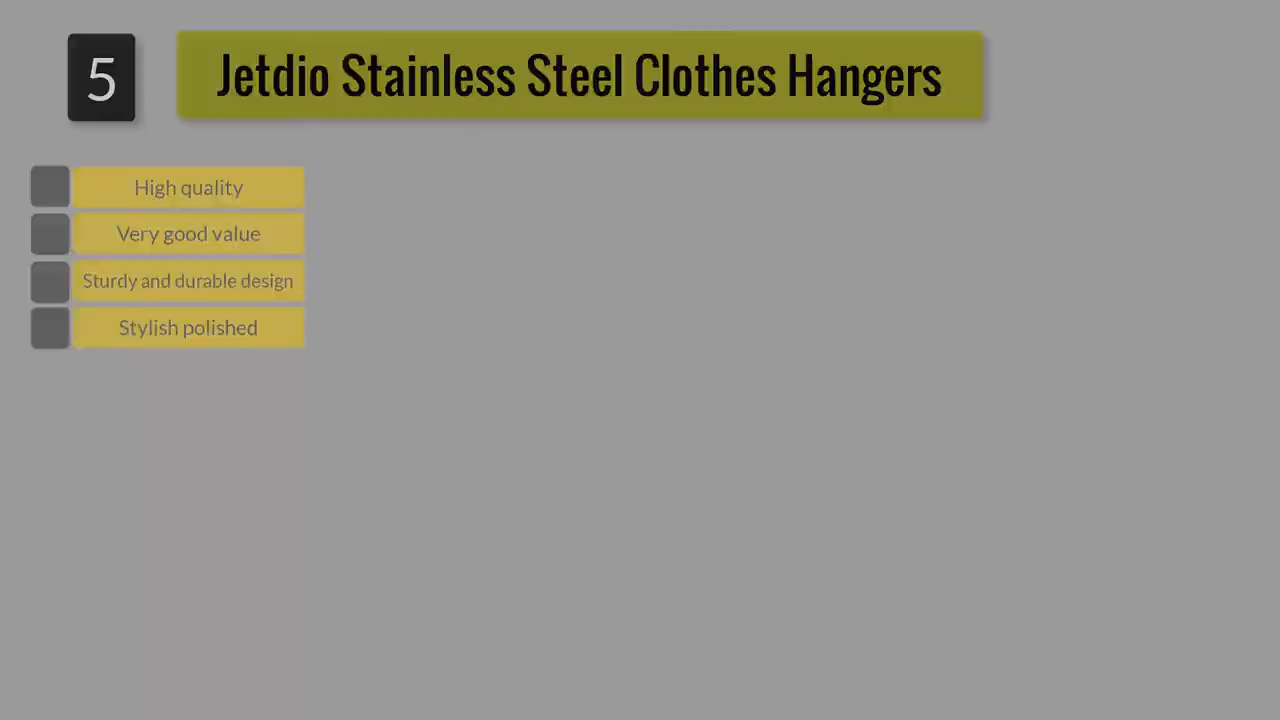 5
Jetdio Stainless Steel Clothes Hangers
High quality
Very good value
Sturdy and durable design
Stylish polished